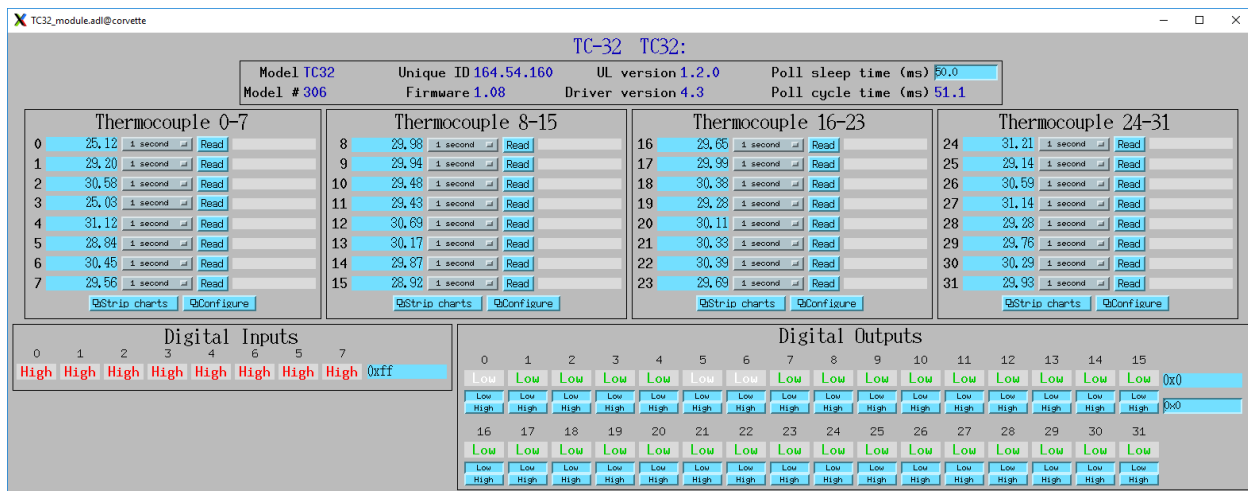 TC32_module.adl@corvette
TC-32 TC32:
Model TC32 Unique ID 164.54.160 UL version 1.2.0 Poll sleep time (ms) 50.0
Model # 306 Firmware 1.08 Driver version 4.3 Poll cycle time (ms) 51.1
Thermocouple 0-7
0 25.12 1 second Read
1 29.20 1 second Read
2 30.58 1 second Read
3 25.03 1 second Read
4 31.12 1 second Read
5 28.84 1 second Read
6 30.45 1 second Read
7 29.56 1 second Read
Strip charts Configure
Thermocouple 8-15
8 29.98 1 second Read
9 29.94 1 second Read
10 29.48 1 second Read
11 29.43 1 second Read
12 30.69 1 second Read
13 30.17 1 second Read
14 29.87 1 second Read
15 28.92 1 second Read
Strip charts Configure
Thermocouple 16-23
16 29.65 1 second Read
17 29.99 1 second Read
18 30.38 1 second Read
19 29.28 1 second Read
20 30.11 1 second Read
21 30.33 1 second Read
22 30.39 1 second Read
23 29.69 1 second Read
Strip charts Configure
Thermocouple 24-31
24 31.21 1 second Read
25 29.14 1 second Read
26 30.59 1 second Read
27 31.14 1 second Read
28 29.28 1 second Read
29 29.76 1 second Read
30 30.29 1 second Read
31 29.93 1 second Read
Strip charts Configure
Digital Inputs
0 1 2 3 4 6 5 7
High High High High High High High High 0xff
Digital Outputs
0 1 2 3 4 5 6 7 8 9 10 11 12 13 14 15
Low Low Low Low Low Low Low Low Low Low Low Low Low Low Low Low 0x0
Low Low Low Low Low Low Low Low Low Low Low Low Low Low Low Low
High High High High High High High High High High High High High High High High 0x0
16 17 18 19 20 21 22 23 24 25 26 27 28 29 30 31
Low Low Low Low Low Low Low Low Low Low Low Low Low Low Low Low
Low Low Low Low Low Low Low Low Low Low Low Low Low Low Low Low
High High High High High High High High High High High High High High High High